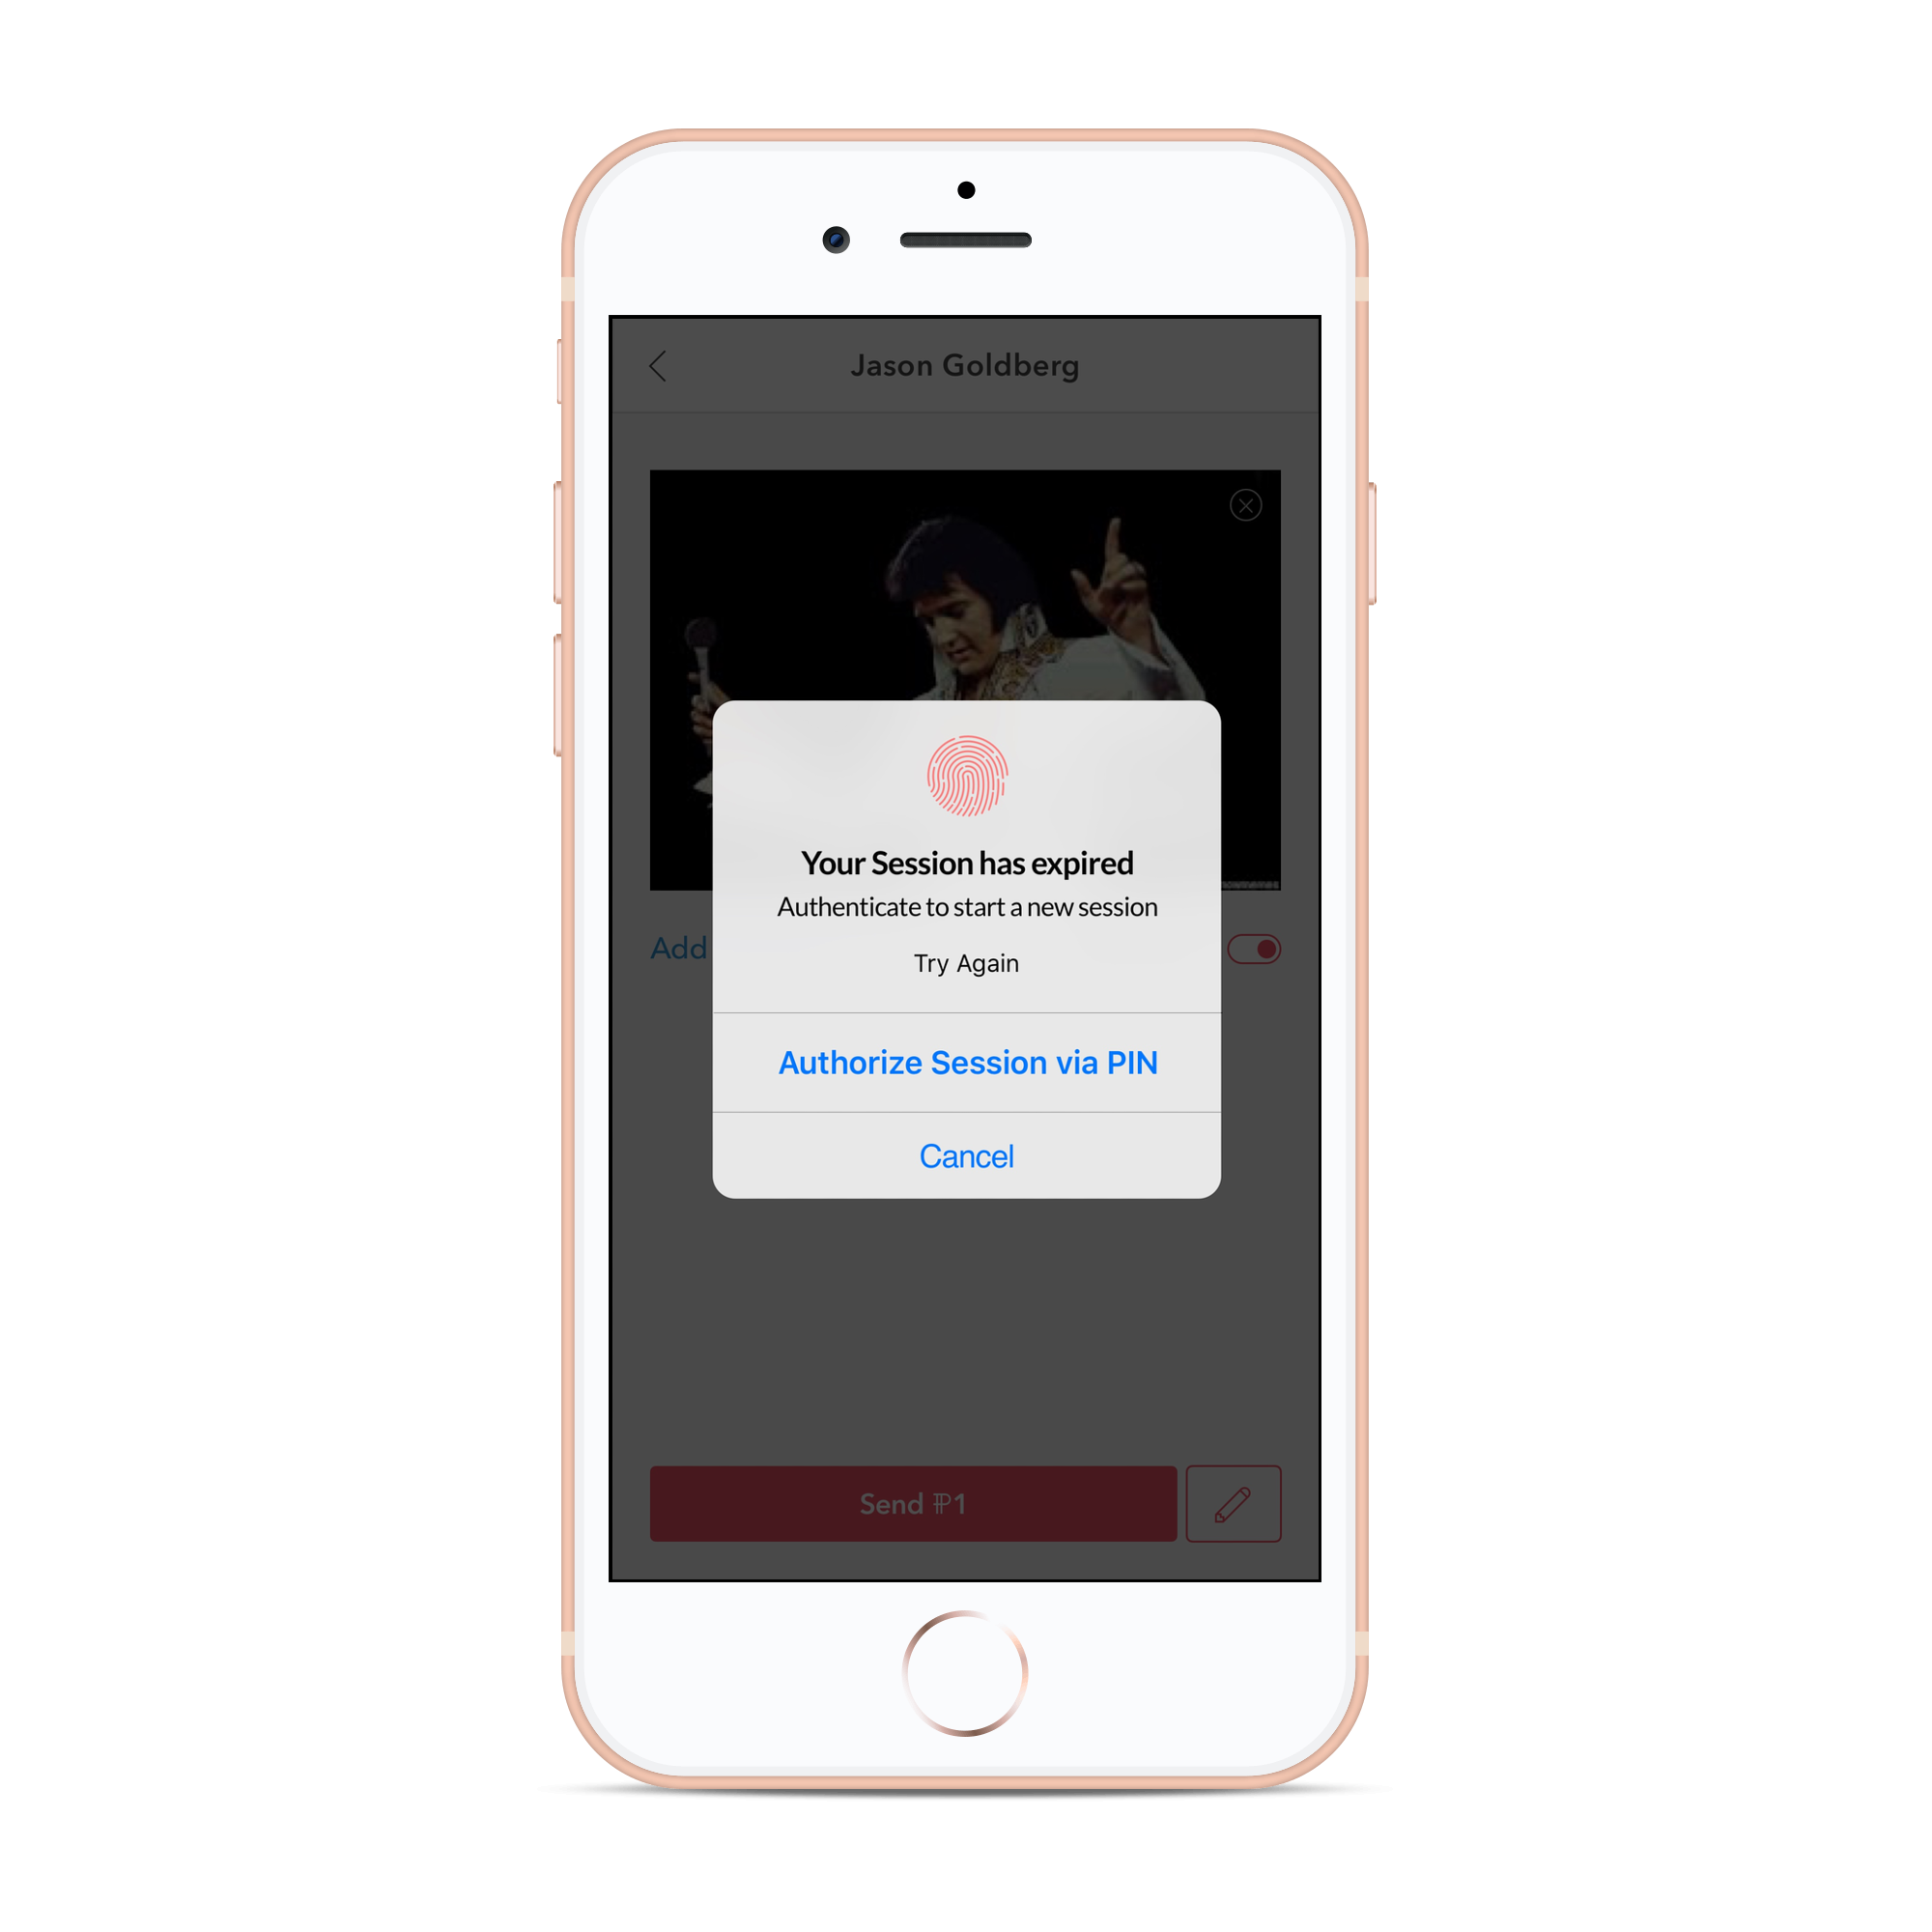 Jason Goldberg
Your Session has expired
Authenticate to start a new session
Add
Try Again
Authorize Session via PIN
Cancel
Send ₱1